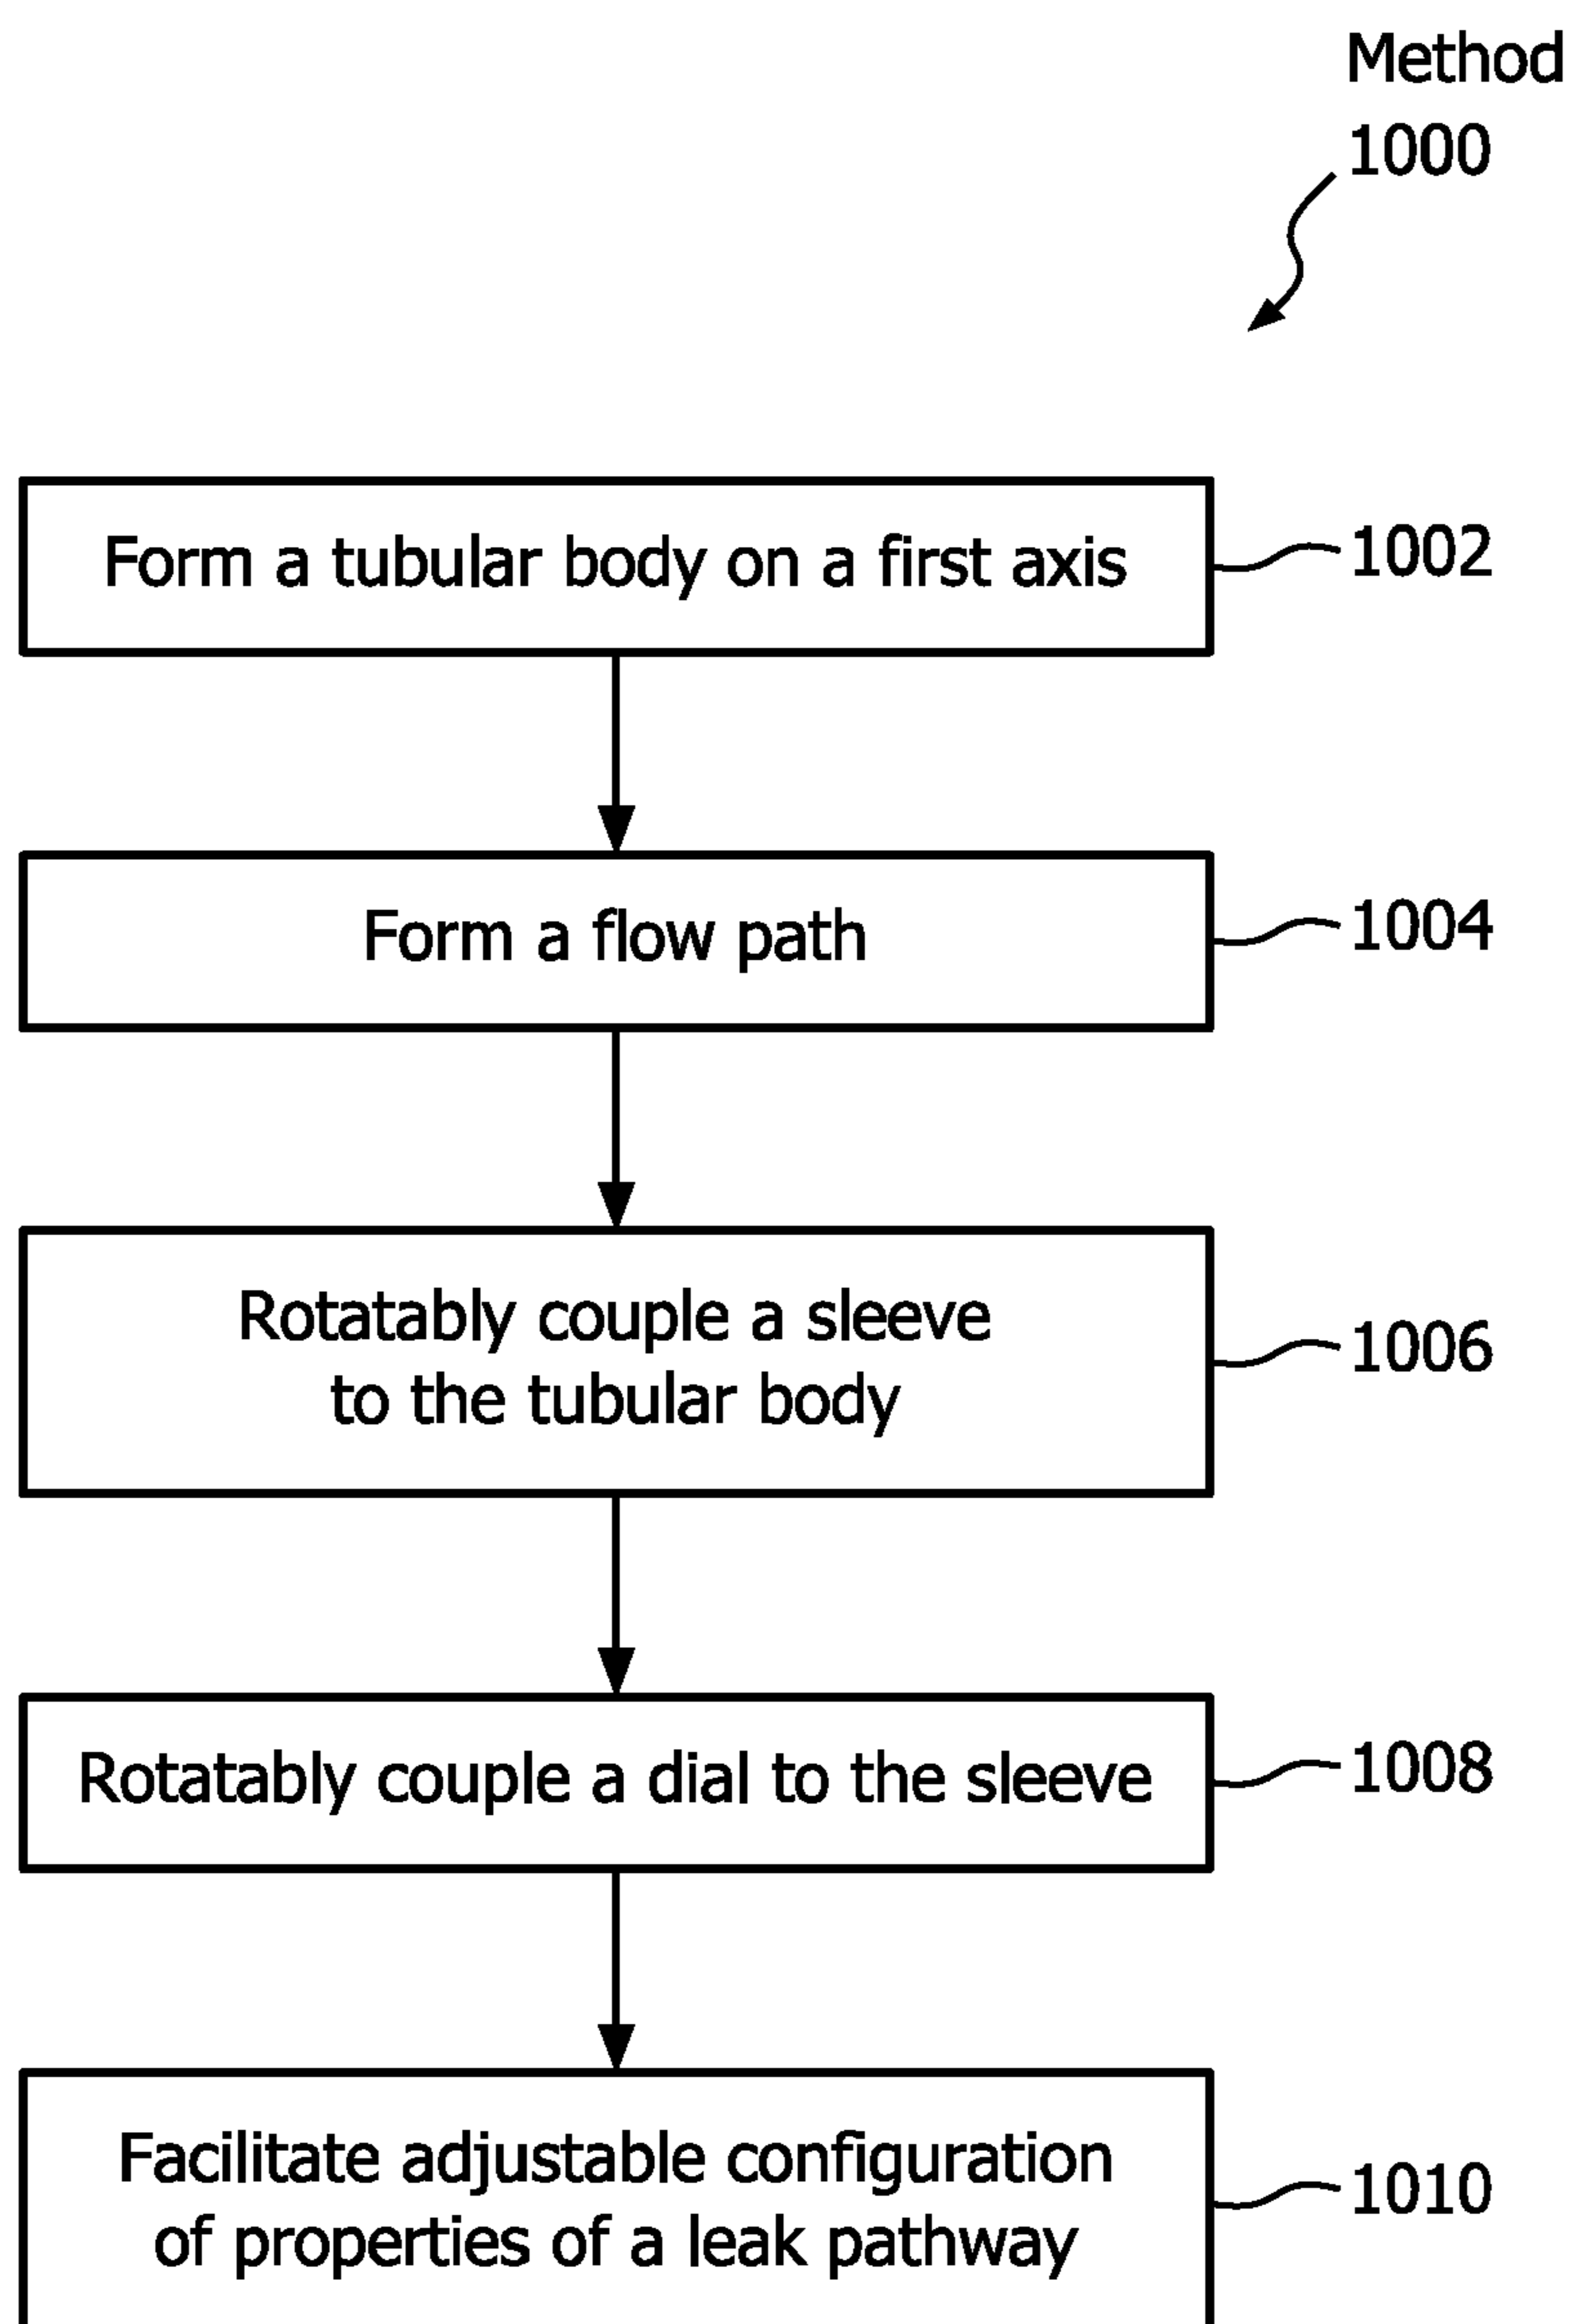 Method
1000
Form a tubular body on a first axis
1002
Form a flow path
1004
Rotatably couple a sleeve
to the tubular body
1006
Rotatably couple a dial to the sleeve
1008
Facilitate adjustable configuration
of properties of a leak pathway
1010